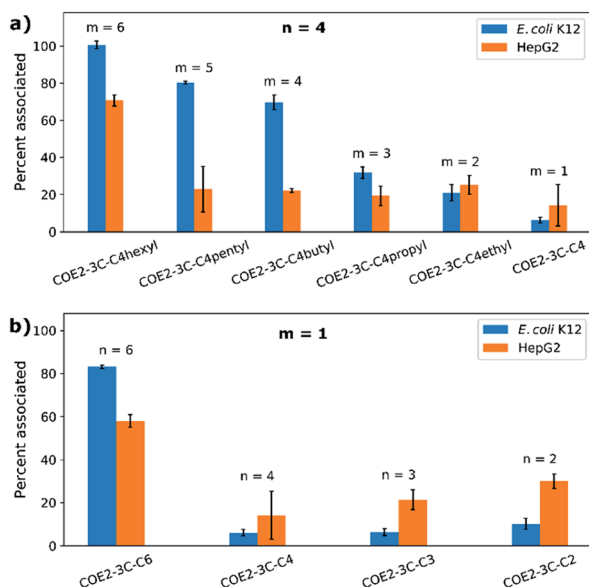 a)
n = 4
E. coli K12
HepG2
m = 6
m = 5
m = 4
m = 3
m = 2
m = 1
Percent associated
100
80
60
40
20
0
COE2-3C-C4hexyl
COE2-3C-C4pentyl
COE2-3C-C4butyl
COE2-3C-C4propyl
COE2-3C-C4ethyl
COE2-3C-C4
b)
m = 1
E. coli K12
HepG2
n = 6
n = 4
n = 3
n = 2
Percent associated
100
80
60
40
20
0
COE2-3C-C6
COE2-3C-C4
COE2-3C-C3
COE2-3C-C2